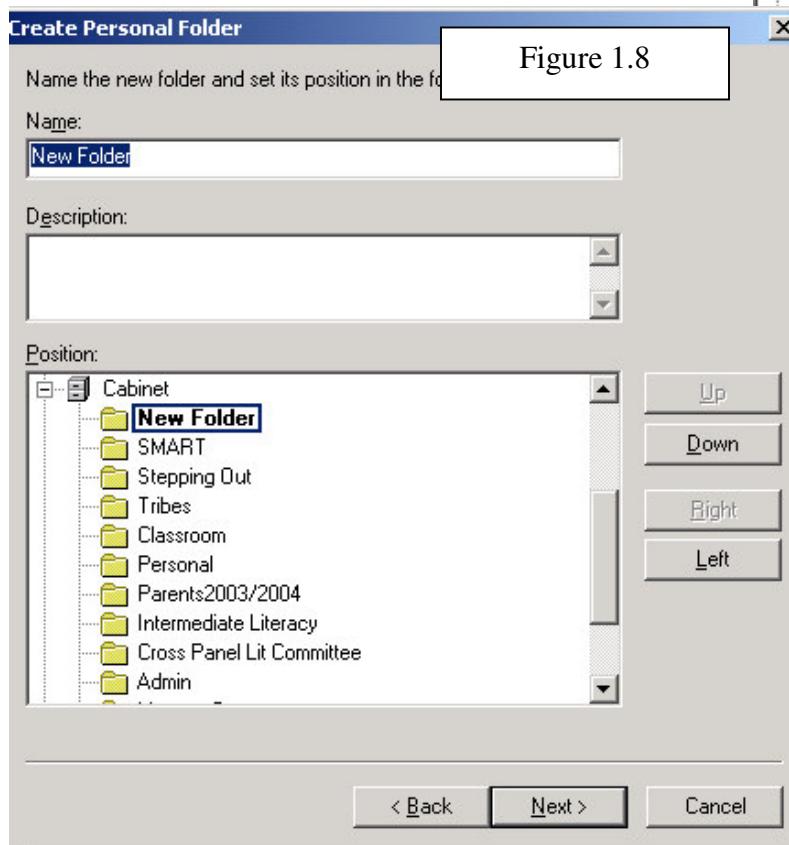 Create Personal Folder
Figure 1.8
Name the new folder and set its position in the
Name:
New Folder
Description:
Position:
Cabinet
New Folder
SMART
Stepping Out
Tribes
Classroom
Personal
Parents2003/2004
Intermediate Literacy
Cross Panel Lit Committee
Admin
Up
Down
Right
Left
< Back
Next >
Cancel